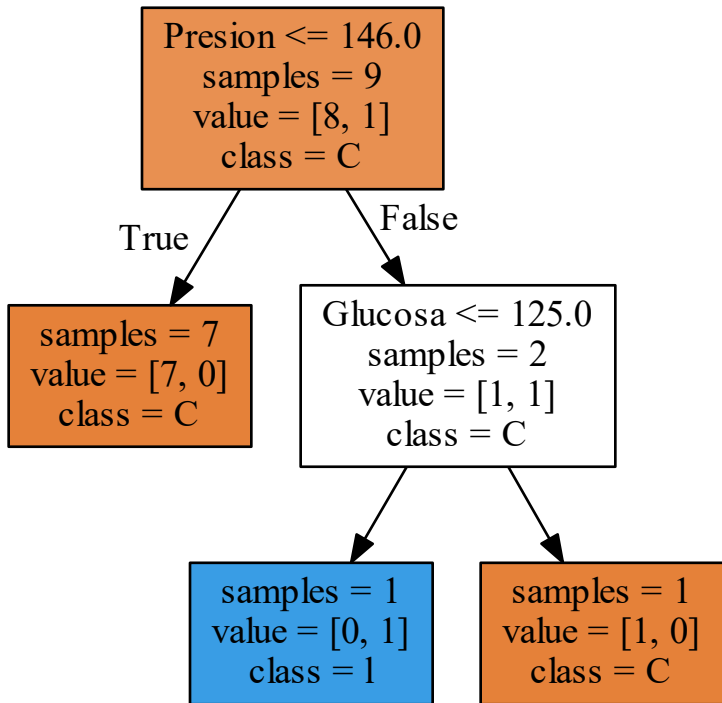 Presion <= 146.0
samples = 9
value = [8, 1]
class = C
True
False
samples = 7
value = [7, 0]
class = C
Glucosa <= 125.0
samples = 2
value = [1, 1]
class = C
samples = 1
value = [0, 1]
class = l
samples = 1
value = [1, 0]
class = C